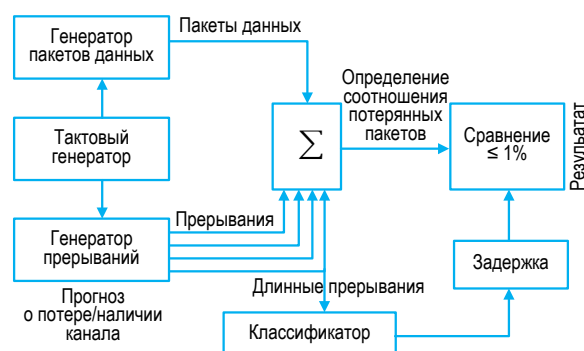 Генератор
пакетов данных
Пакеты данных
Определение
соотношения
потерянных
пакетов
Тактовый
генератор
Σ
Сравнение
≤ 1%
Резульатат
Прерывания
Генератор
прерываний
Задержка
Прогноз
о потере/наличии
канала
Длинные прерывания
Классификатор